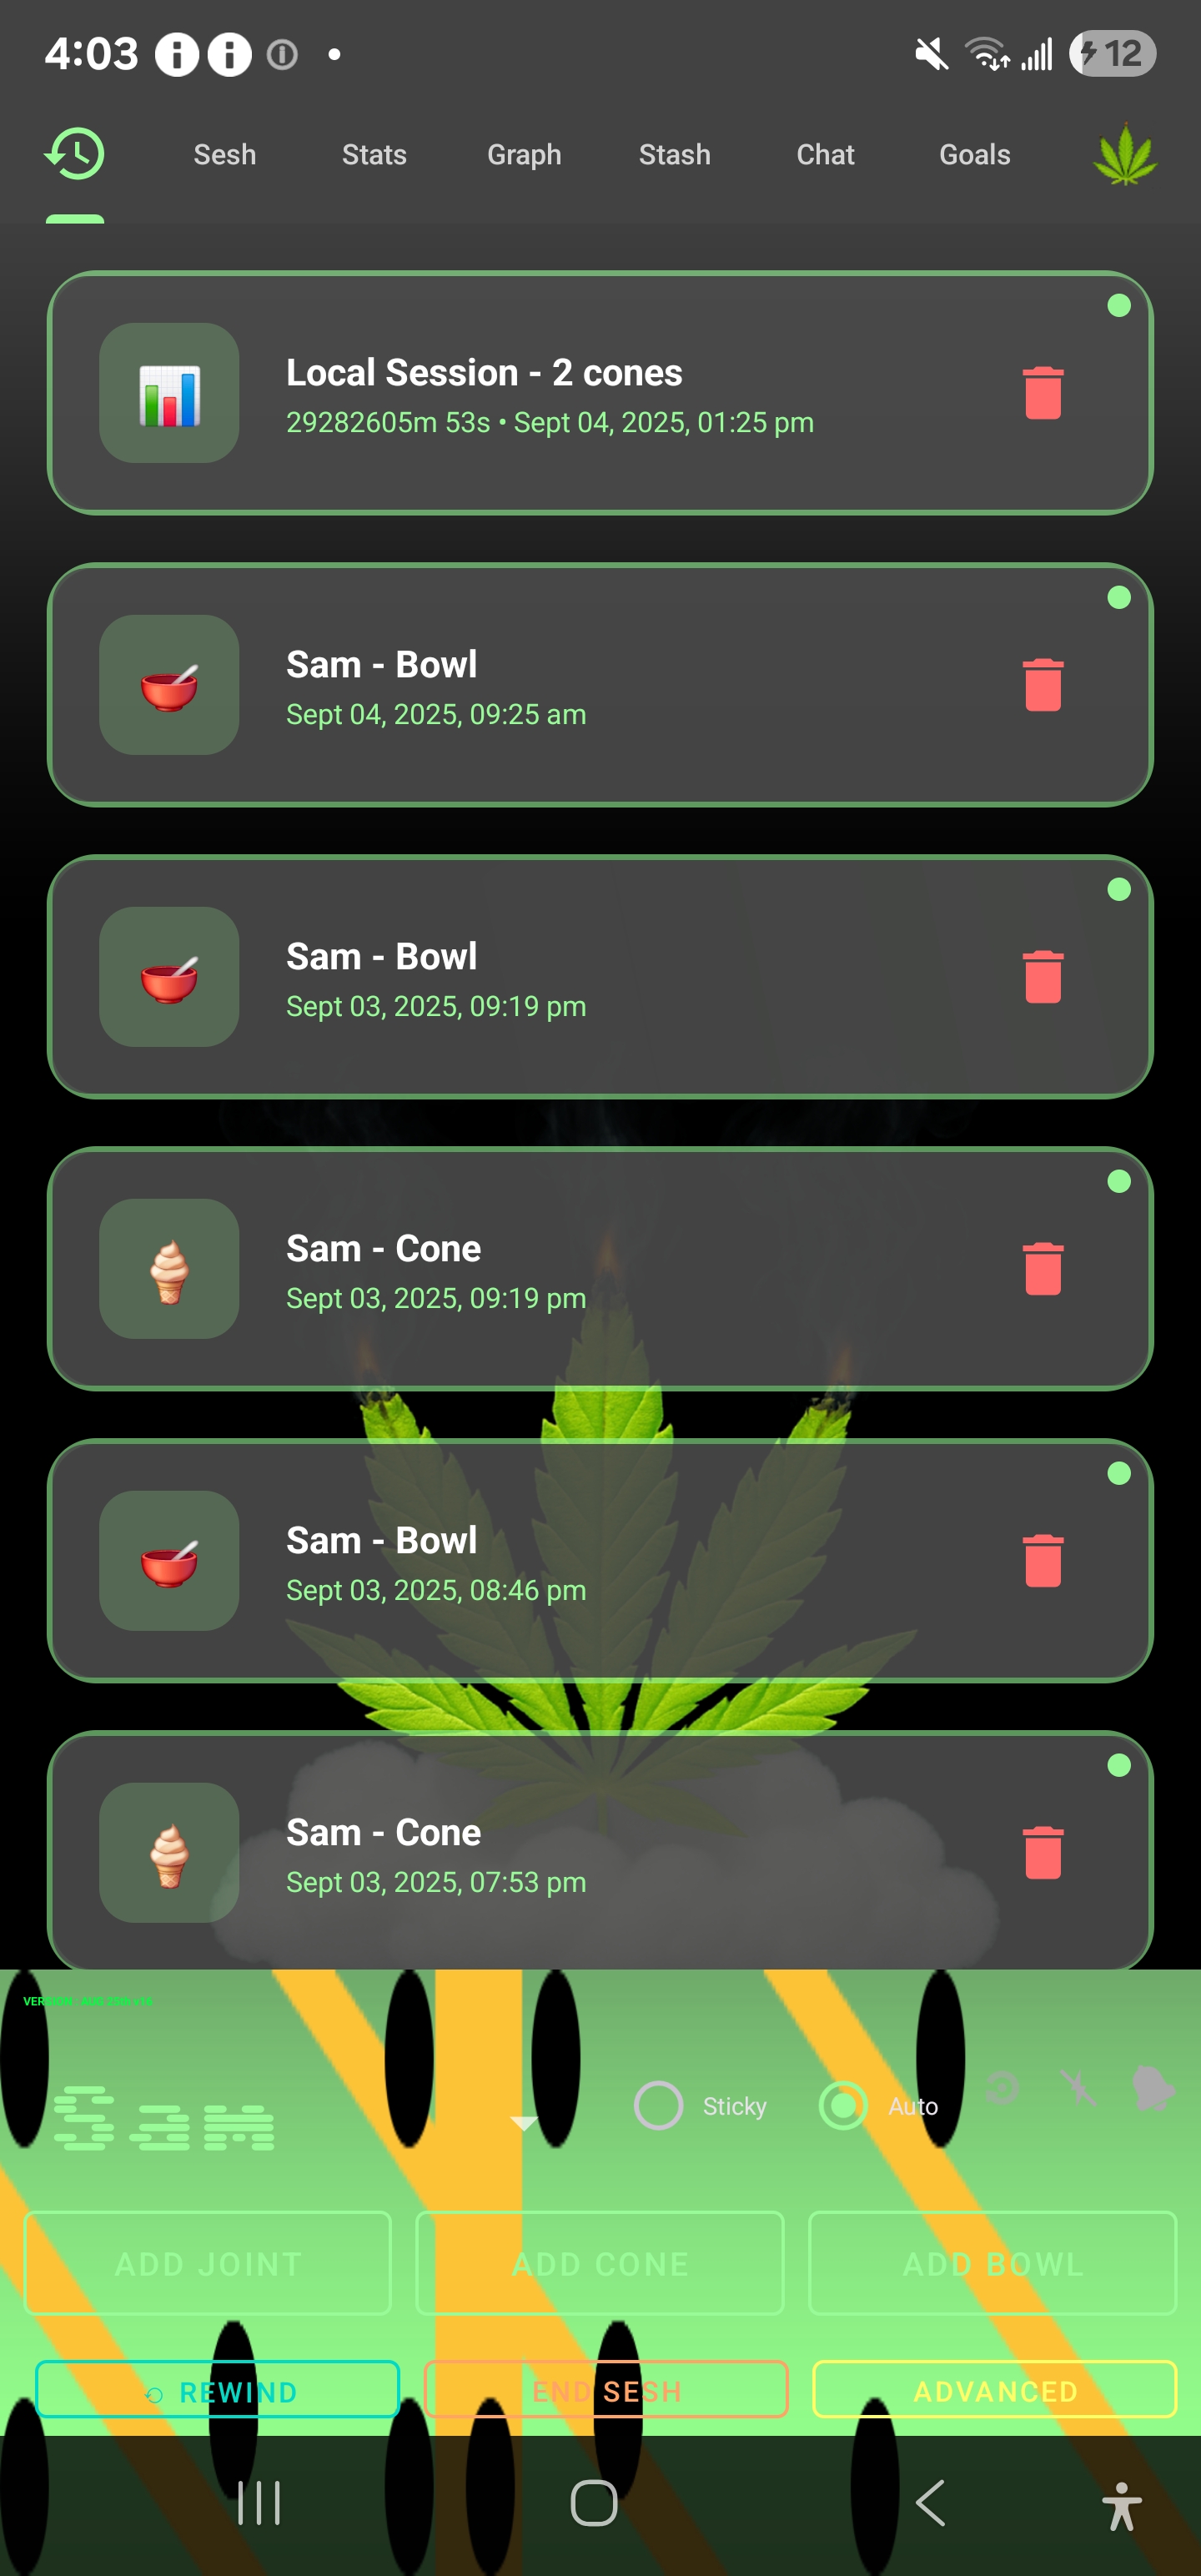 4:03
12
Sesh Stats Graph Stash Chat Goals
Local Session - 2 cones
29282605m 53s • Sept 04, 2025, 01:25 pm
Sam - Bowl
Sept 04, 2025, 09:25 am
Sam - Bowl
Sept 03, 2025, 09:19 pm
Sam - Cone
Sept 03, 2025, 09:19 pm
Sam - Bowl
Sept 03, 2025, 08:46 pm
Sam - Cone
Sept 03, 2025, 07:53 pm
VERSION - AUG 25th
Sam
Sticky Auto
ADD JOINT ADD CONE ADD BOWL
REWIND END SESH ADVANCED